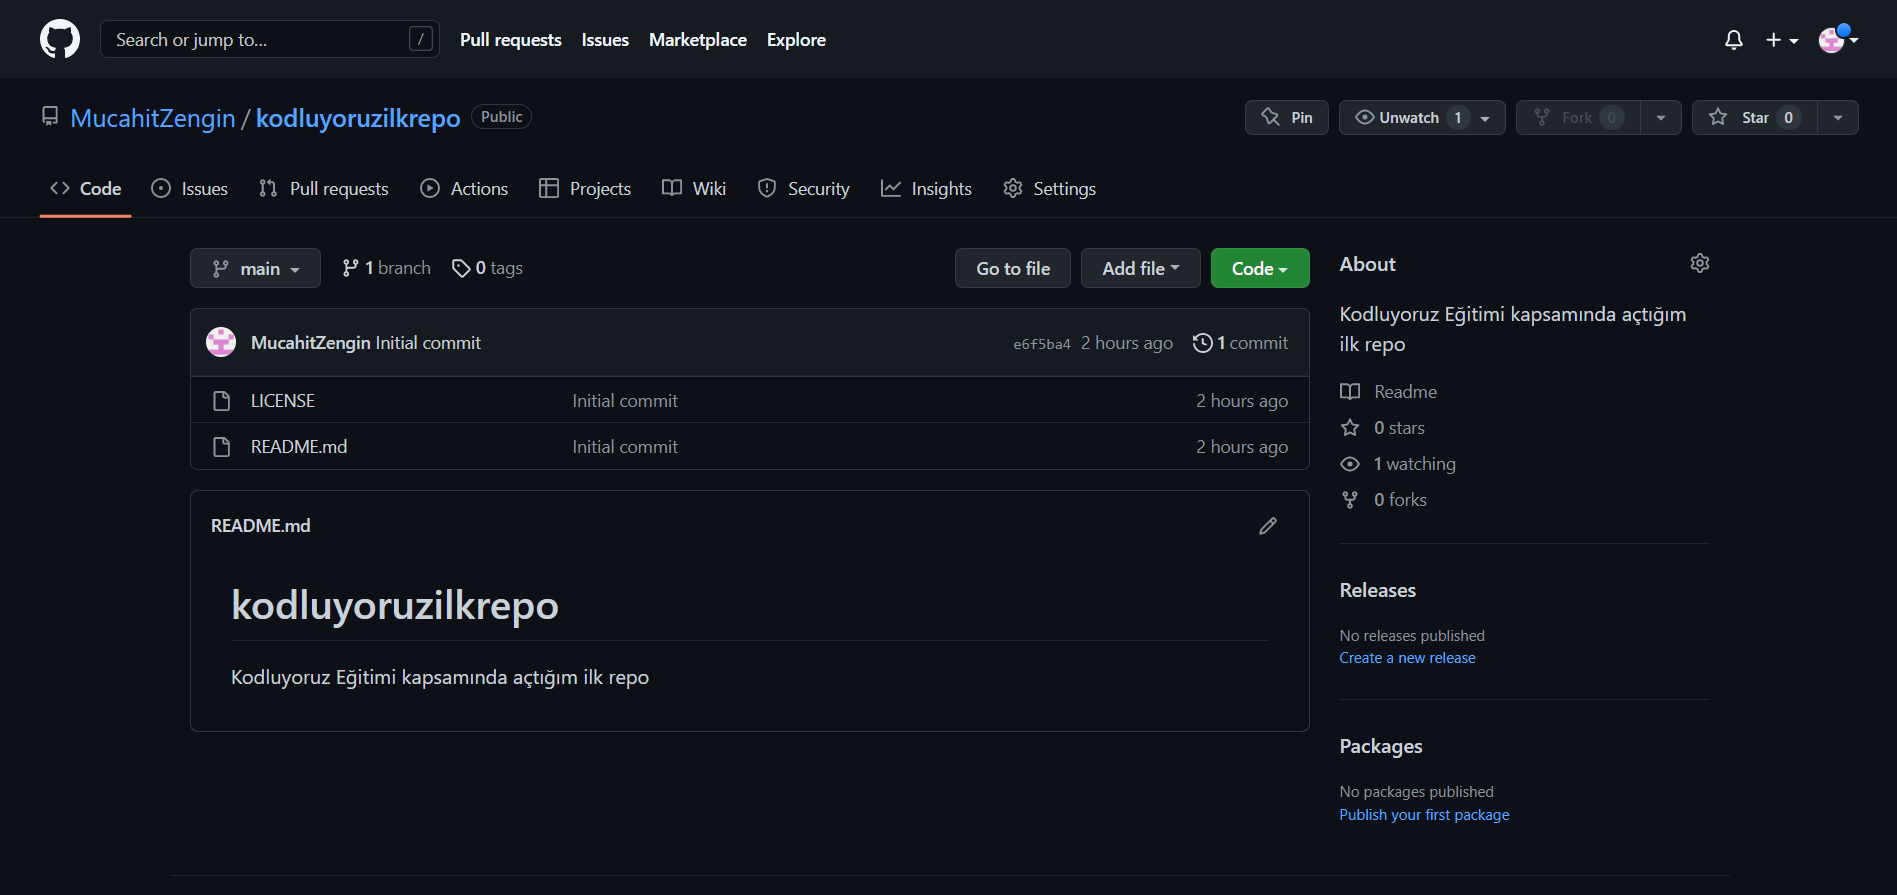 Search or jump to... /
Pull requests Issues Marketplace Explore
MucahitZengin / kodluyoruzilkrepo Public
Pin
Unwatch 1
Fork 0
Star 0
Code Issues Pull requests Actions Projects Wiki Security Insights Settings
main 1 branch 0 tags
Go to file Add file Code
MucahitZengin Initial commit e6f5ba4 2 hours ago 1 commit
LICENSE Initial commit 2 hours ago
README.md Initial commit 2 hours ago
README.md
kodluyoruzilkrepo
Kodluyoruz Eğitimi kapsamında açtığım ilk repo
About
Kodluyoruz Eğitimi kapsamında açtığım
ilk repo
Readme
0 stars
1 watching
0 forks
Releases
No releases published
Create a new release
Packages
No packages published
Publish your first package